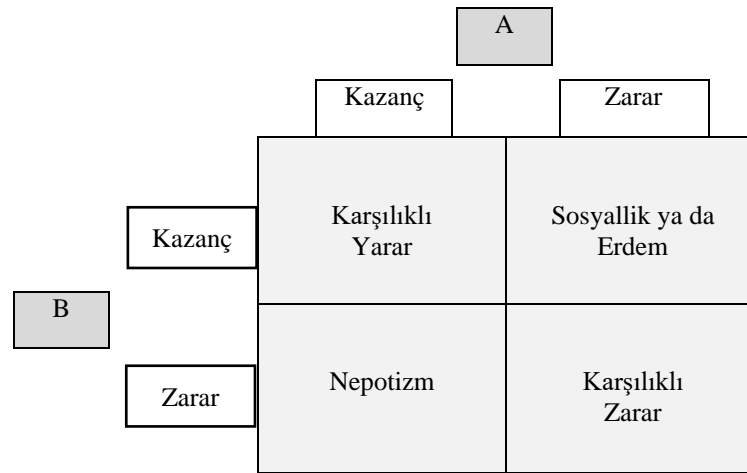 A
Kazanç
Zarar
Kazanç
Karşılıklı
Yarar
Sosyallik ya da
Erdem
B
Zarar
Nepotizm
Karşılıklı
Zarar